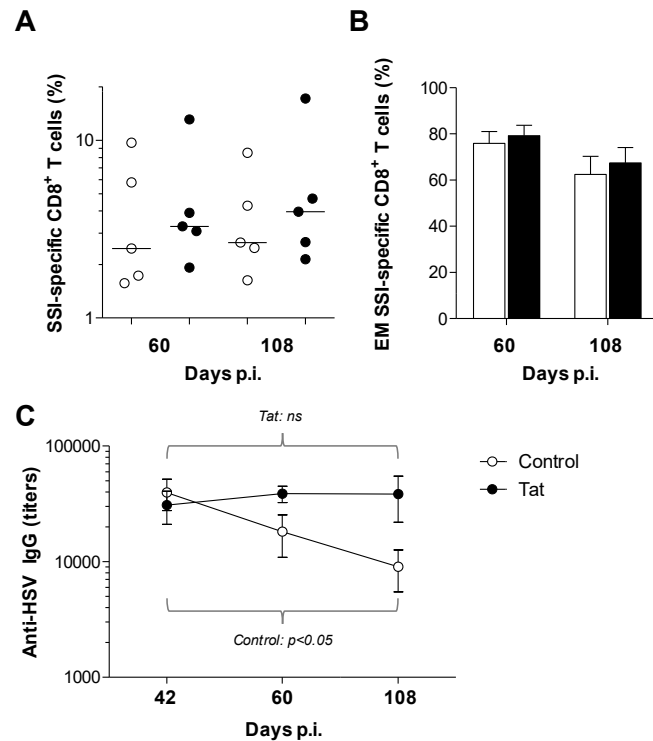 A
SSI-specific CD8⁺ T cells (%)
10
1
60
108
Days p.i.
B
EM SSI-specific CD8⁺ T cells (%)
100
80
60
40
20
0
60
108
Days p.i.
C
Anti-HSV IgG (titers)
100000
10000
1000
Tat: ns
Control: p<0.05
42
60
108
Days p.i.
Control
Tat